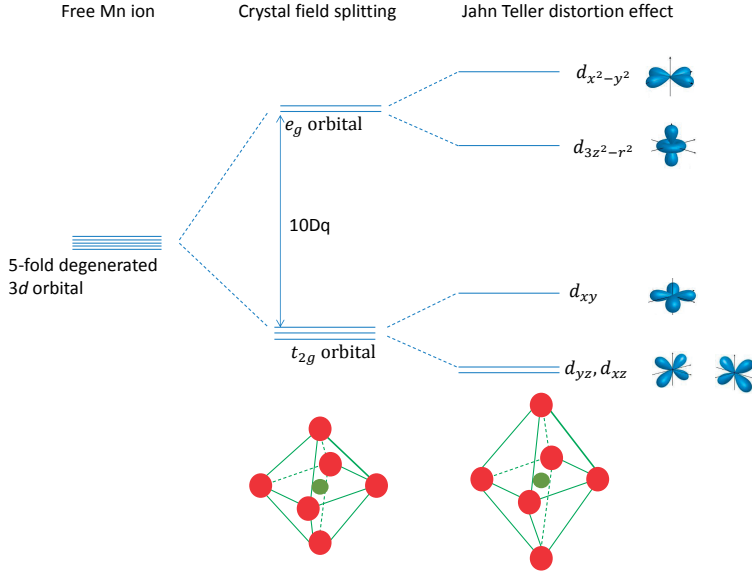 Free Mn ion
Crystal field splitting
Jahn Teller distortion effect
d_{x²−y²}
e_g orbital
d_{3z²−r²}
10Dq
5-fold degenerated
3d orbital
d_{xy}
t_{2g} orbital
d_{yz}, d_{xz}